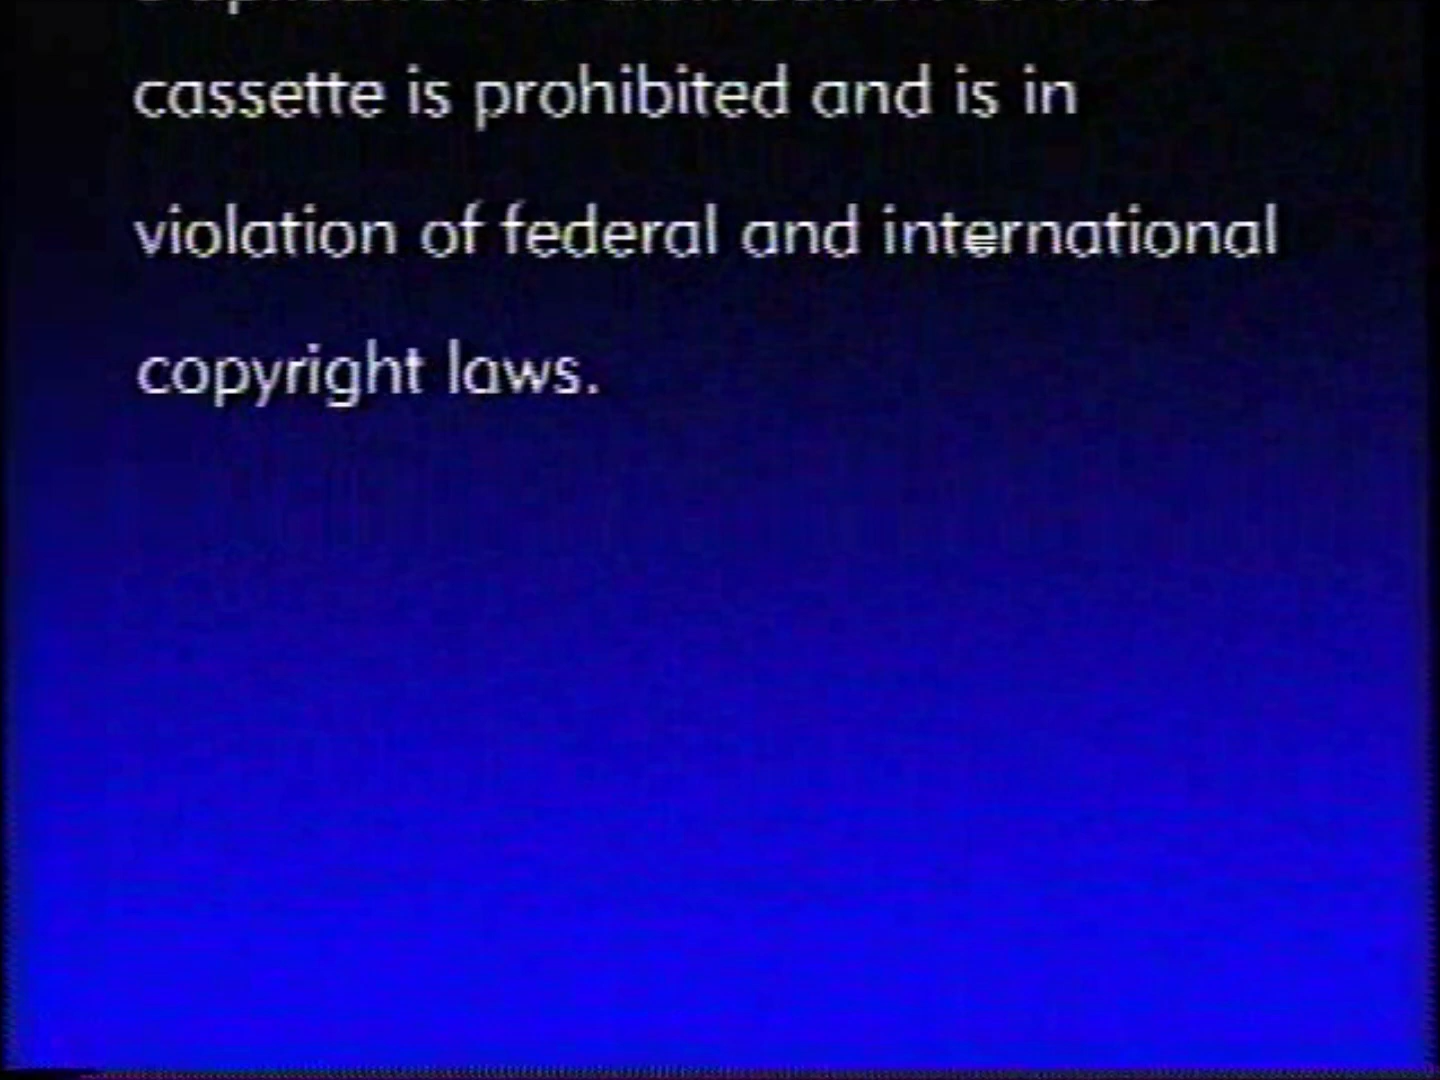 cassette is prohibited and is in
violation of federal and international
copyright laws.